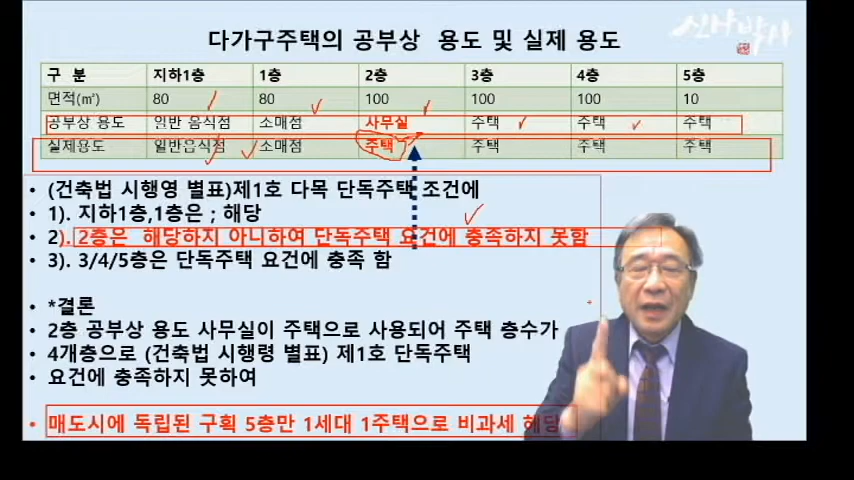 신나박사
다가구주택의 공부상 용도 및 실제 용도
구 분 지하1층 1층 2층 3층 4층 5층
면적(㎡) 80 80 100 100 100 10
공부상 용도 일반 음식점 소매점 사무실 주택 주택 주택
실제용도 일반음식점 소매점 주택 주택 주택 주택
• (건축법 시행영 별표)제1호 다목 단독주택 조건에
• 1). 지하1층,1층은 ; 해당
• 2). 2층은 해당하지 아니하여 단독주택 요건에 충족하지 못함
• 3). 3/4/5층은 단독주택 요건에 충족 함
• *결론
• 2층 공부상 용도 사무실이 주택으로 사용되어 주택 층수가
• 4개층으로 (건축법 시행령 별표) 제1호 단독주택
• 요건에 충족하지 못하여
• 매도시에 독립된 구획 5층만 1세대 1주택으로 비과세 해당